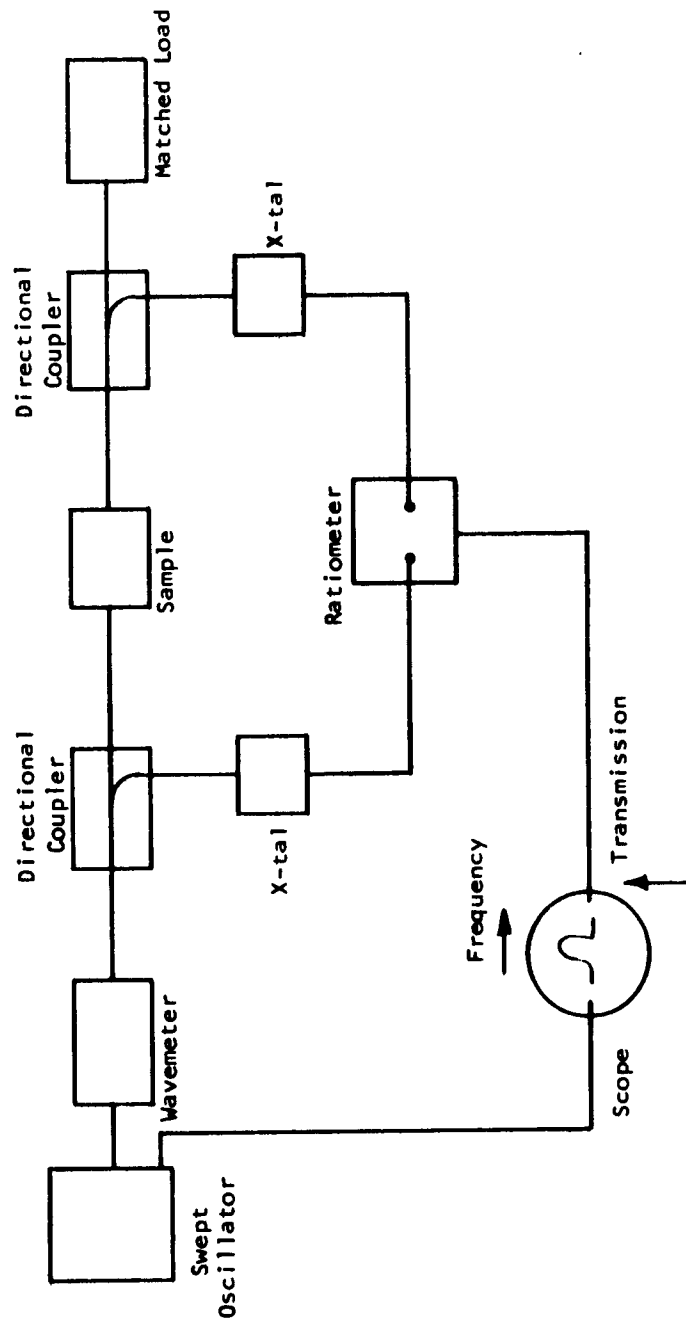 Swept
Oscillator
Wavemeter
Directional
Coupler
Sample
Directional
Coupler
Matched Load
X-tal
X-tal
Ratiometer
Frequency
Transmission
Scope